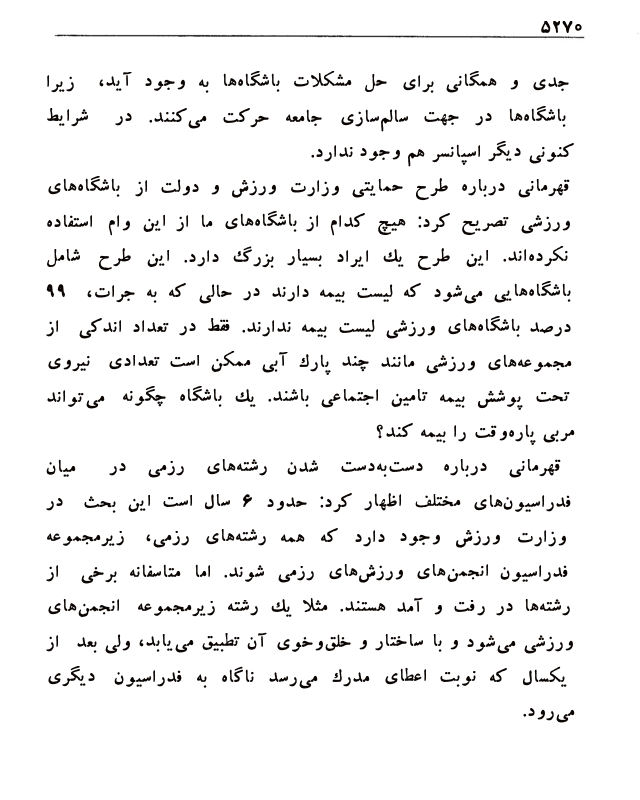 ۵۲۷۰
جدی و همگانی برای حل مشکلات باشگاه‌ها به وجود آید، زیرا
باشگاه‌ها در جهت سالم‌سازی جامعه حرکت می‌کنند. در شرایط
کنونی دیگر اسپانسر هم وجود ندارد.
قهرمانی درباره طرح حمایتی وزارت ورزش و دولت از باشگاه‌های
ورزشی تصریح کرد: هیچ کدام از باشگاه‌های ما از این وام استفاده
نکرده‌اند. این طرح یك ایراد بسیار بزرگ دارد. این طرح شامل
باشگاه‌هایی می‌شود که لیست بیمه دارند در حالی که به جرات، ۹۹
درصد باشگاه‌های ورزشی لیست بیمه ندارند. فقط در تعداد اندکی از
مجموعه‌های ورزشی مانند چند پارك آبی ممکن است تعدادی نیروی
تحت پوشش بیمه تامین اجتماعی باشند. یك باشگاه چگونه می‌تواند
مربی پاره‌وقت را بیمه کند؟
قهرمانی درباره دست‌به‌دست شدن رشته‌های رزمی در میان
فدراسیون‌های مختلف اظهار کرد: حدود ۶ سال است این بحث در
وزارت ورزش وجود دارد که همه رشته‌های رزمی، زیرمجموعه
فدراسیون انجمن‌های ورزش‌های رزمی شوند. اما متاسفانه برخی از
رشته‌ها در رفت و آمد هستند. مثلا یك رشته زیرمجموعه انجمن‌های
ورزشی می‌شود و با ساختار و خلق‌وخوی آن تطبیق می‌یابد، ولی بعد از
یکسال که نوبت اعطای مدرك می‌رسد ناگاه به فدراسیون دیگری
می‌رود.